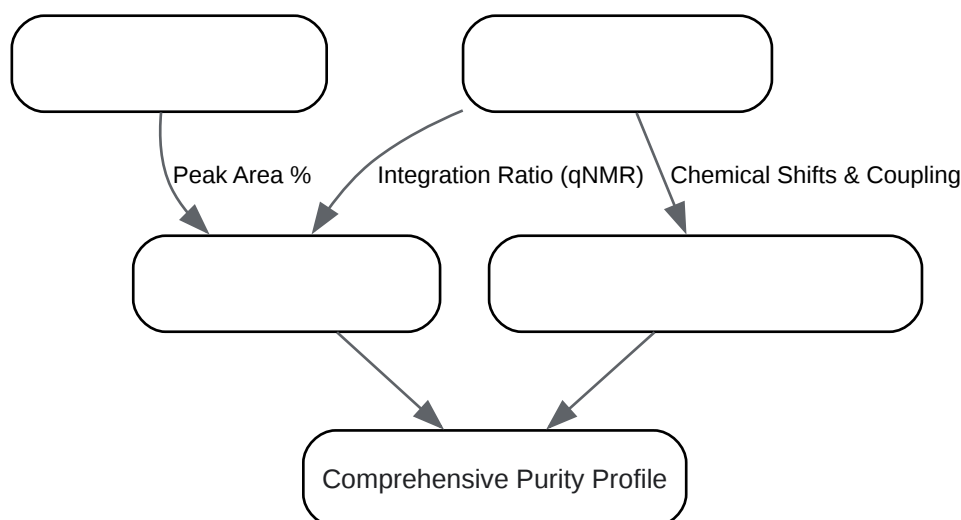 Peak Area %
Integration Ratio (qNMR)
Chemical Shifts & Coupling
Comprehensive Purity Profile